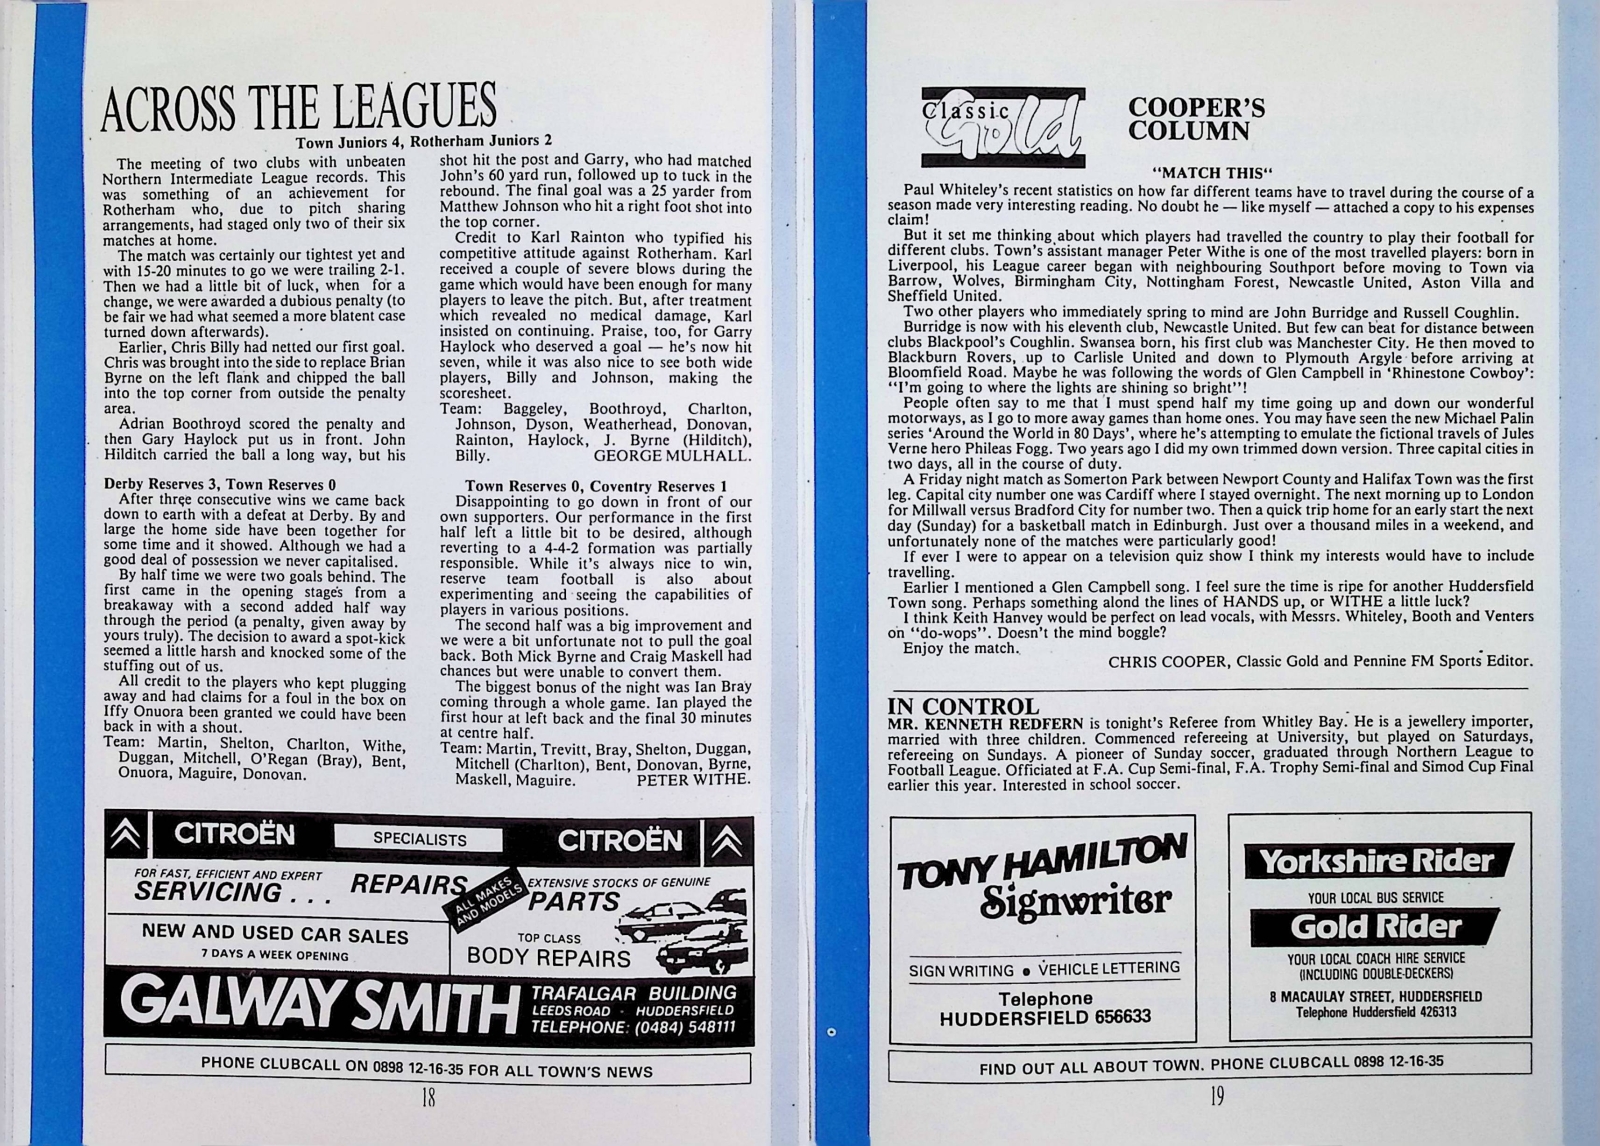 ACROSS THE LEAGUES
Town Juniors 4, Rotherham Juniors 2
The meeting of two clubs with unbeaten
Northern Intermediate League records. This
was something of an achievement for
Rotherham who, due to pitch sharing
arrangements, had staged only two of their six
matches at home.
The match was certainly our tightest yet and
with 15-20 minutes to go we were trailing 2-1.
Then we had a little bit of luck, when for a
change, we were awarded a dubious penalty (to
be fair we had what seemed a more blatent case
turned down afterwards).
Earlier, Chris Billy had netted our first goal.
Chris was brought into the side to replace Brian
Byrne on the left flank and chipped the ball
into the top corner from outside the penalty
area.
Adrian Boothroyd scored the penalty and
then Gary Haylock put us in front. John
Hilditch carried the ball a long way, but his
shot hit the post and Garry, who had matched
John's 60 yard run, followed up to tuck in the
rebound. The final goal was a 25 yarder from
Matthew Johnson who hit a right foot shot into
the top corner.
Credit to Karl Rainton who typified his
competitive attitude against Rotherham. Karl
received a couple of severe blows during the
game which would have been enough for many
players to leave the pitch. But, after treatment
which revealed no medical damage, Karl
insisted on continuing. Praise, too, for Garry
Haylock who deserved a goal — he's now hit
seven, while it was also nice to see both wide
players, Billy and Johnson, making the
scoresheet.
Team: Baggeley, Boothroyd, Charlton,
Johnson, Dyson, Weatherhead, Donovan,
Rainton, Haylock, J. Byrne (Hilditch),
Billy. GEORGE MULHALL.
Derby Reserves 3, Town Reserves 0
After three consecutive wins we came back
down to earth with a defeat at Derby. By and
large the home side have been together for
some time and it showed. Although we had a
good deal of possession we never capitalised.
By half time we were two goals behind. The
first came in the opening stages from a
breakaway with a second added half way
through the period (a penalty, given away by
yours truly). The decision to award a spot-kick
seemed a little harsh and knocked some of the
stuffing out of us.
All credit to the players who kept plugging
away and had claims for a foul in the box on
Iffy Onuora been granted we could have been
back in with a shout.
Team: Martin, Shelton, Charlton, Withe,
Duggan, Mitchell, O'Regan (Bray), Bent,
Onuora, Maguire, Donovan.
Town Reserves 0, Coventry Reserves 1
Disappointing to go down in front of our
own supporters. Our performance in the first
half left a little bit to be desired, although
reverting to a 4-4-2 formation was partially
responsible. While it's always nice to win,
reserve team football is also about
experimenting and seeing the capabilities of
players in various positions.
The second half was a big improvement and
we were a bit unfortunate not to pull the goal
back. Both Mick Byrne and Craig Maskell had
chances but were unable to convert them.
The biggest bonus of the night was Ian Bray
coming through a whole game. Ian played the
first hour at left back and the final 30 minutes
at centre half.
Team: Martin, Trevitt, Bray, Shelton, Duggan,
Mitchell (Charlton), Bent, Donovan, Byrne,
Maskell, Maguire. PETER WITHE.
CITROËN SPECIALISTS CITROËN
FOR FAST, EFFICIENT AND EXPERT
SERVICING . . . REPAIRS
ALL MAKES
AND MODELS
EXTENSIVE STOCKS OF GENUINE
PARTS
NEW AND USED CAR SALES
7 DAYS A WEEK OPENING
TOP CLASS
BODY REPAIRS
GALWAY SMITH
TRAFALGAR BUILDING
LEEDS ROAD · HUDDERSFIELD
TELEPHONE: (0484) 548111
PHONE CLUBCALL ON 0898 12-16-35 FOR ALL TOWN'S NEWS
18
Classic
Gold
COOPER'S
COLUMN
"MATCH THIS"
Paul Whiteley's recent statistics on how far different teams have to travel during the course of a
season made very interesting reading. No doubt he — like myself — attached a copy to his expenses
claim!
But it set me thinking about which players had travelled the country to play their football for
different clubs. Town's assistant manager Peter Withe is one of the most travelled players: born in
Liverpool, his League career began with neighbouring Southport before moving to Town via
Barrow, Wolves, Birmingham City, Nottingham Forest, Newcastle United, Aston Villa and
Sheffield United.
Two other players who immediately spring to mind are John Burridge and Russell Coughlin.
Burridge is now with his eleventh club, Newcastle United. But few can beat for distance between
clubs Blackpool's Coughlin. Swansea born, his first club was Manchester City. He then moved to
Blackburn Rovers, up to Carlisle United and down to Plymouth Argyle before arriving at
Bloomfield Road. Maybe he was following the words of Glen Campbell in 'Rhinestone Cowboy':
"I'm going to where the lights are shining so bright"!
People often say to me that I must spend half my time going up and down our wonderful
motorways, as I go to more away games than home ones. You may have seen the new Michael Palin
series 'Around the World in 80 Days', where he's attempting to emulate the fictional travels of Jules
Verne hero Phileas Fogg. Two years ago I did my own trimmed down version. Three capital cities in
two days, all in the course of duty.
A Friday night match as Somerton Park between Newport County and Halifax Town was the first
leg. Capital city number one was Cardiff where I stayed overnight. The next morning up to London
for Millwall versus Bradford City for number two. Then a quick trip home for an early start the next
day (Sunday) for a basketball match in Edinburgh. Just over a thousand miles in a weekend, and
unfortunately none of the matches were particularly good!
If ever I were to appear on a television quiz show I think my interests would have to include
travelling.
Earlier I mentioned a Glen Campbell song. I feel sure the time is ripe for another Huddersfield
Town song. Perhaps something alond the lines of HANDS up, or WITHE a little luck?
I think Keith Hanvey would be perfect on lead vocals, with Messrs. Whiteley, Booth and Venters
on "do-wops". Doesn't the mind boggle?
Enjoy the match.
CHRIS COOPER, Classic Gold and Pennine FM Sports Editor.
IN CONTROL
MR. KENNETH REDFERN is tonight's Referee from Whitley Bay. He is a jewellery importer,
married with three children. Commenced refereeing at University, but played on Saturdays,
refereeing on Sundays. A pioneer of Sunday soccer, graduated through Northern League to
Football League. Officiated at F.A. Cup Semi-final, F.A. Trophy Semi-final and Simod Cup Final
earlier this year. Interested in school soccer.
TONY HAMILTON
Signwriter
SIGN WRITING ● VEHICLE LETTERING
Telephone
HUDDERSFIELD 656633
Yorkshire Rider
YOUR LOCAL BUS SERVICE
Gold Rider
YOUR LOCAL COACH HIRE SERVICE
(INCLUDING DOUBLE-DECKERS)
8 MACAULAY STREET, HUDDERSFIELD
Telephone Huddersfield 426313
FIND OUT ALL ABOUT TOWN. PHONE CLUBCALL 0898 12-16-35
19